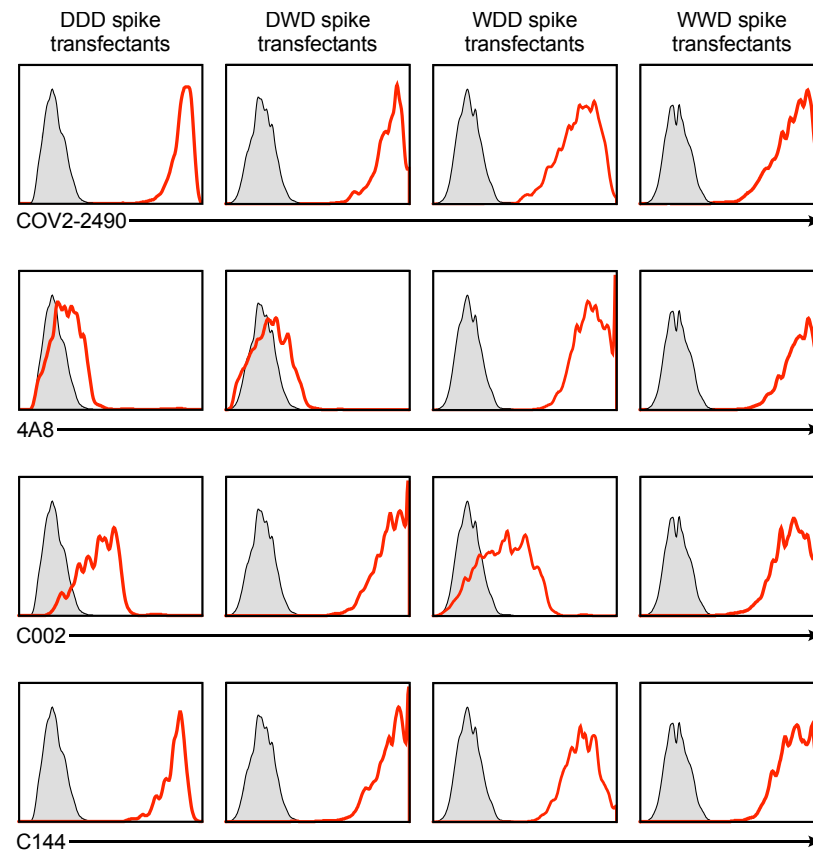 DDD spike
transfectants
DWD spike
transfectants
WDD spike
transfectants
WWD spike
transfectants
COV2-2490
4A8
C002
C144